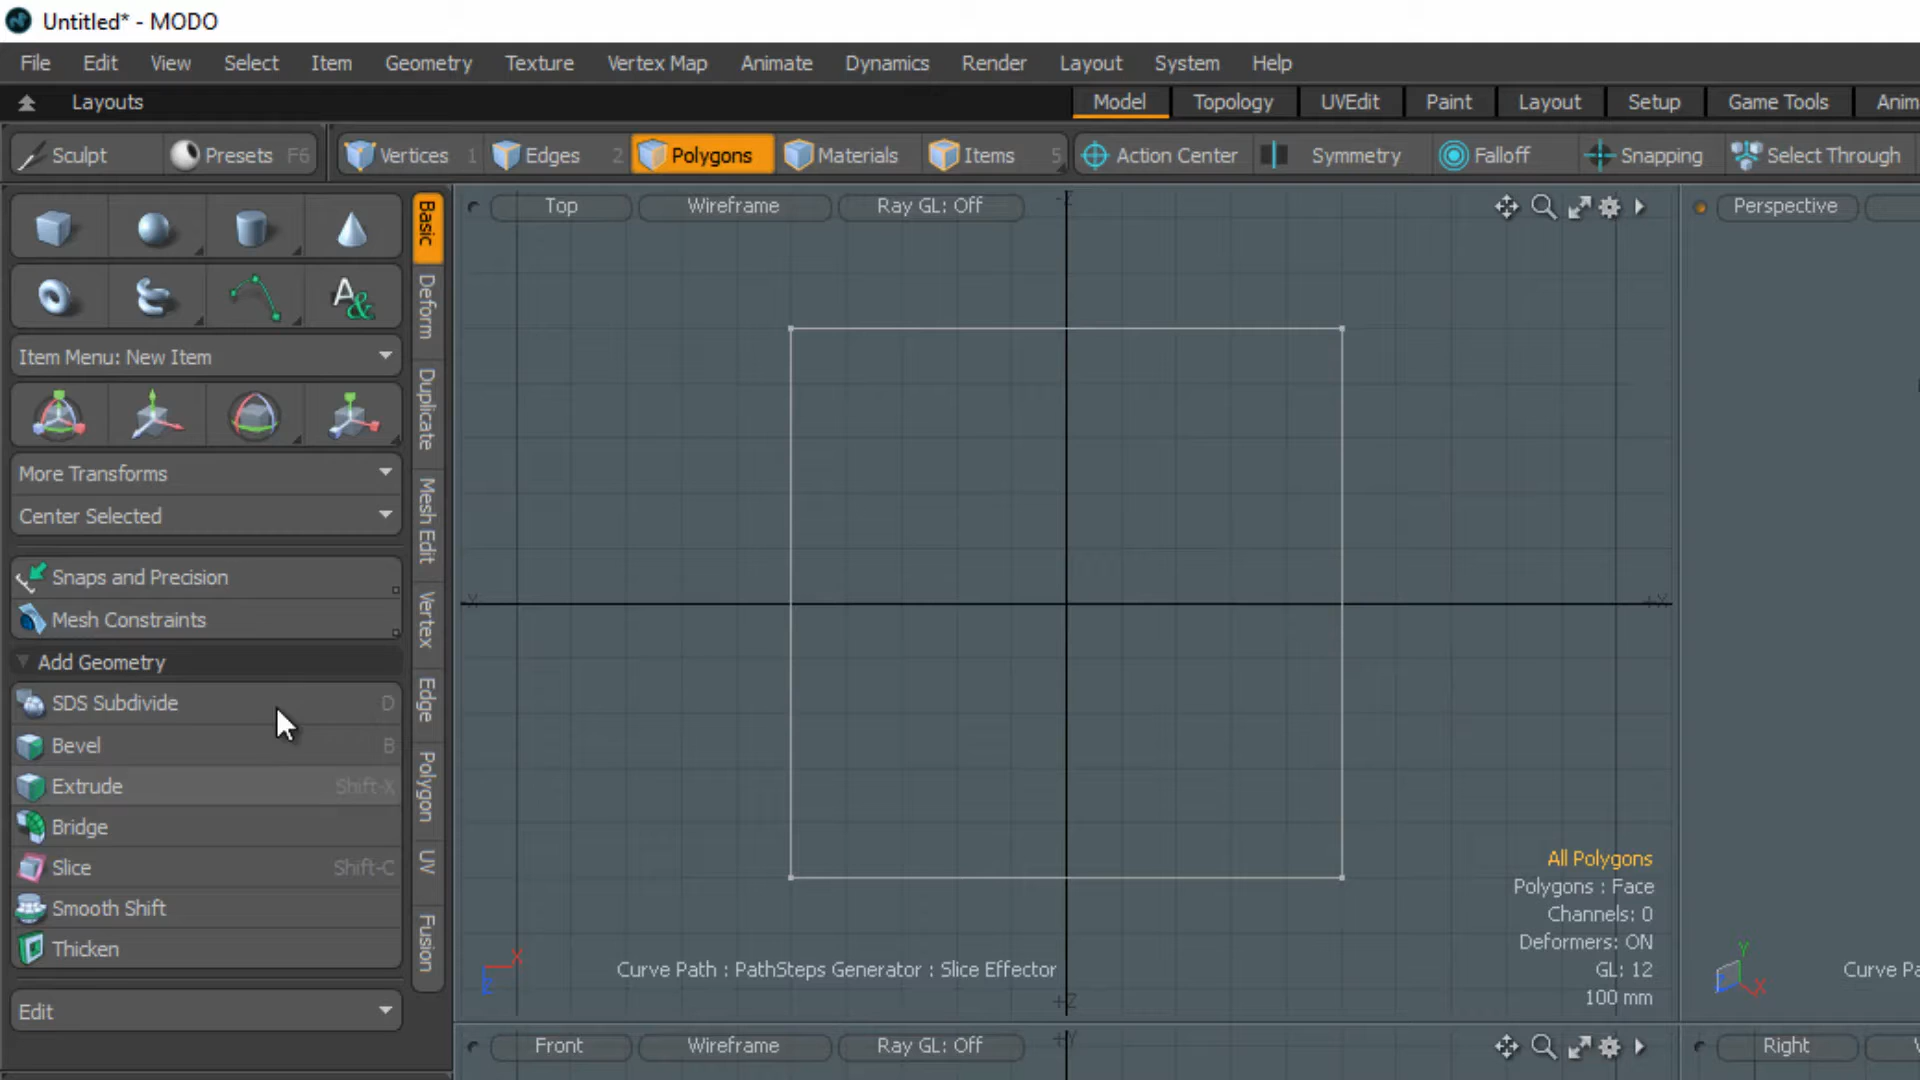 Untitled* - MODO
File Edit View Select Item Geometry Texture Vertex Map Animate Dynamics Render Layout System Help
Layouts Model Topology UVEdit Paint Layout Setup Game Tools Anim
Sculpt Presets F6 Vertices 1 Edges 2 Polygons Materials Items 5 Action Center Symmetry Falloff Snapping Select Through
Top Wireframe Ray GL: Off -Z Perspective
Basic
Deform
Duplicate
Mesh Edit
Vertex
Edge
Polygon
UV
Fusion
A&
Item Menu: New Item
More Transforms
Center Selected
Snaps and Precision
Mesh Constraints
Add Geometry
SDS Subdivide D
Bevel B
Extrude Shift-X
Bridge
Slice Shift-C
Smooth Shift
Thicken
Edit
-X +X
All Polygons
Polygons : Face
Channels: 0
Deformers: ON
GL: 12
100 mm
X
Z
Curve Path : PathSteps Generator : Slice Effector
+Z
Y
X
Curve Pa
Front Wireframe Ray GL: Off +Y Right